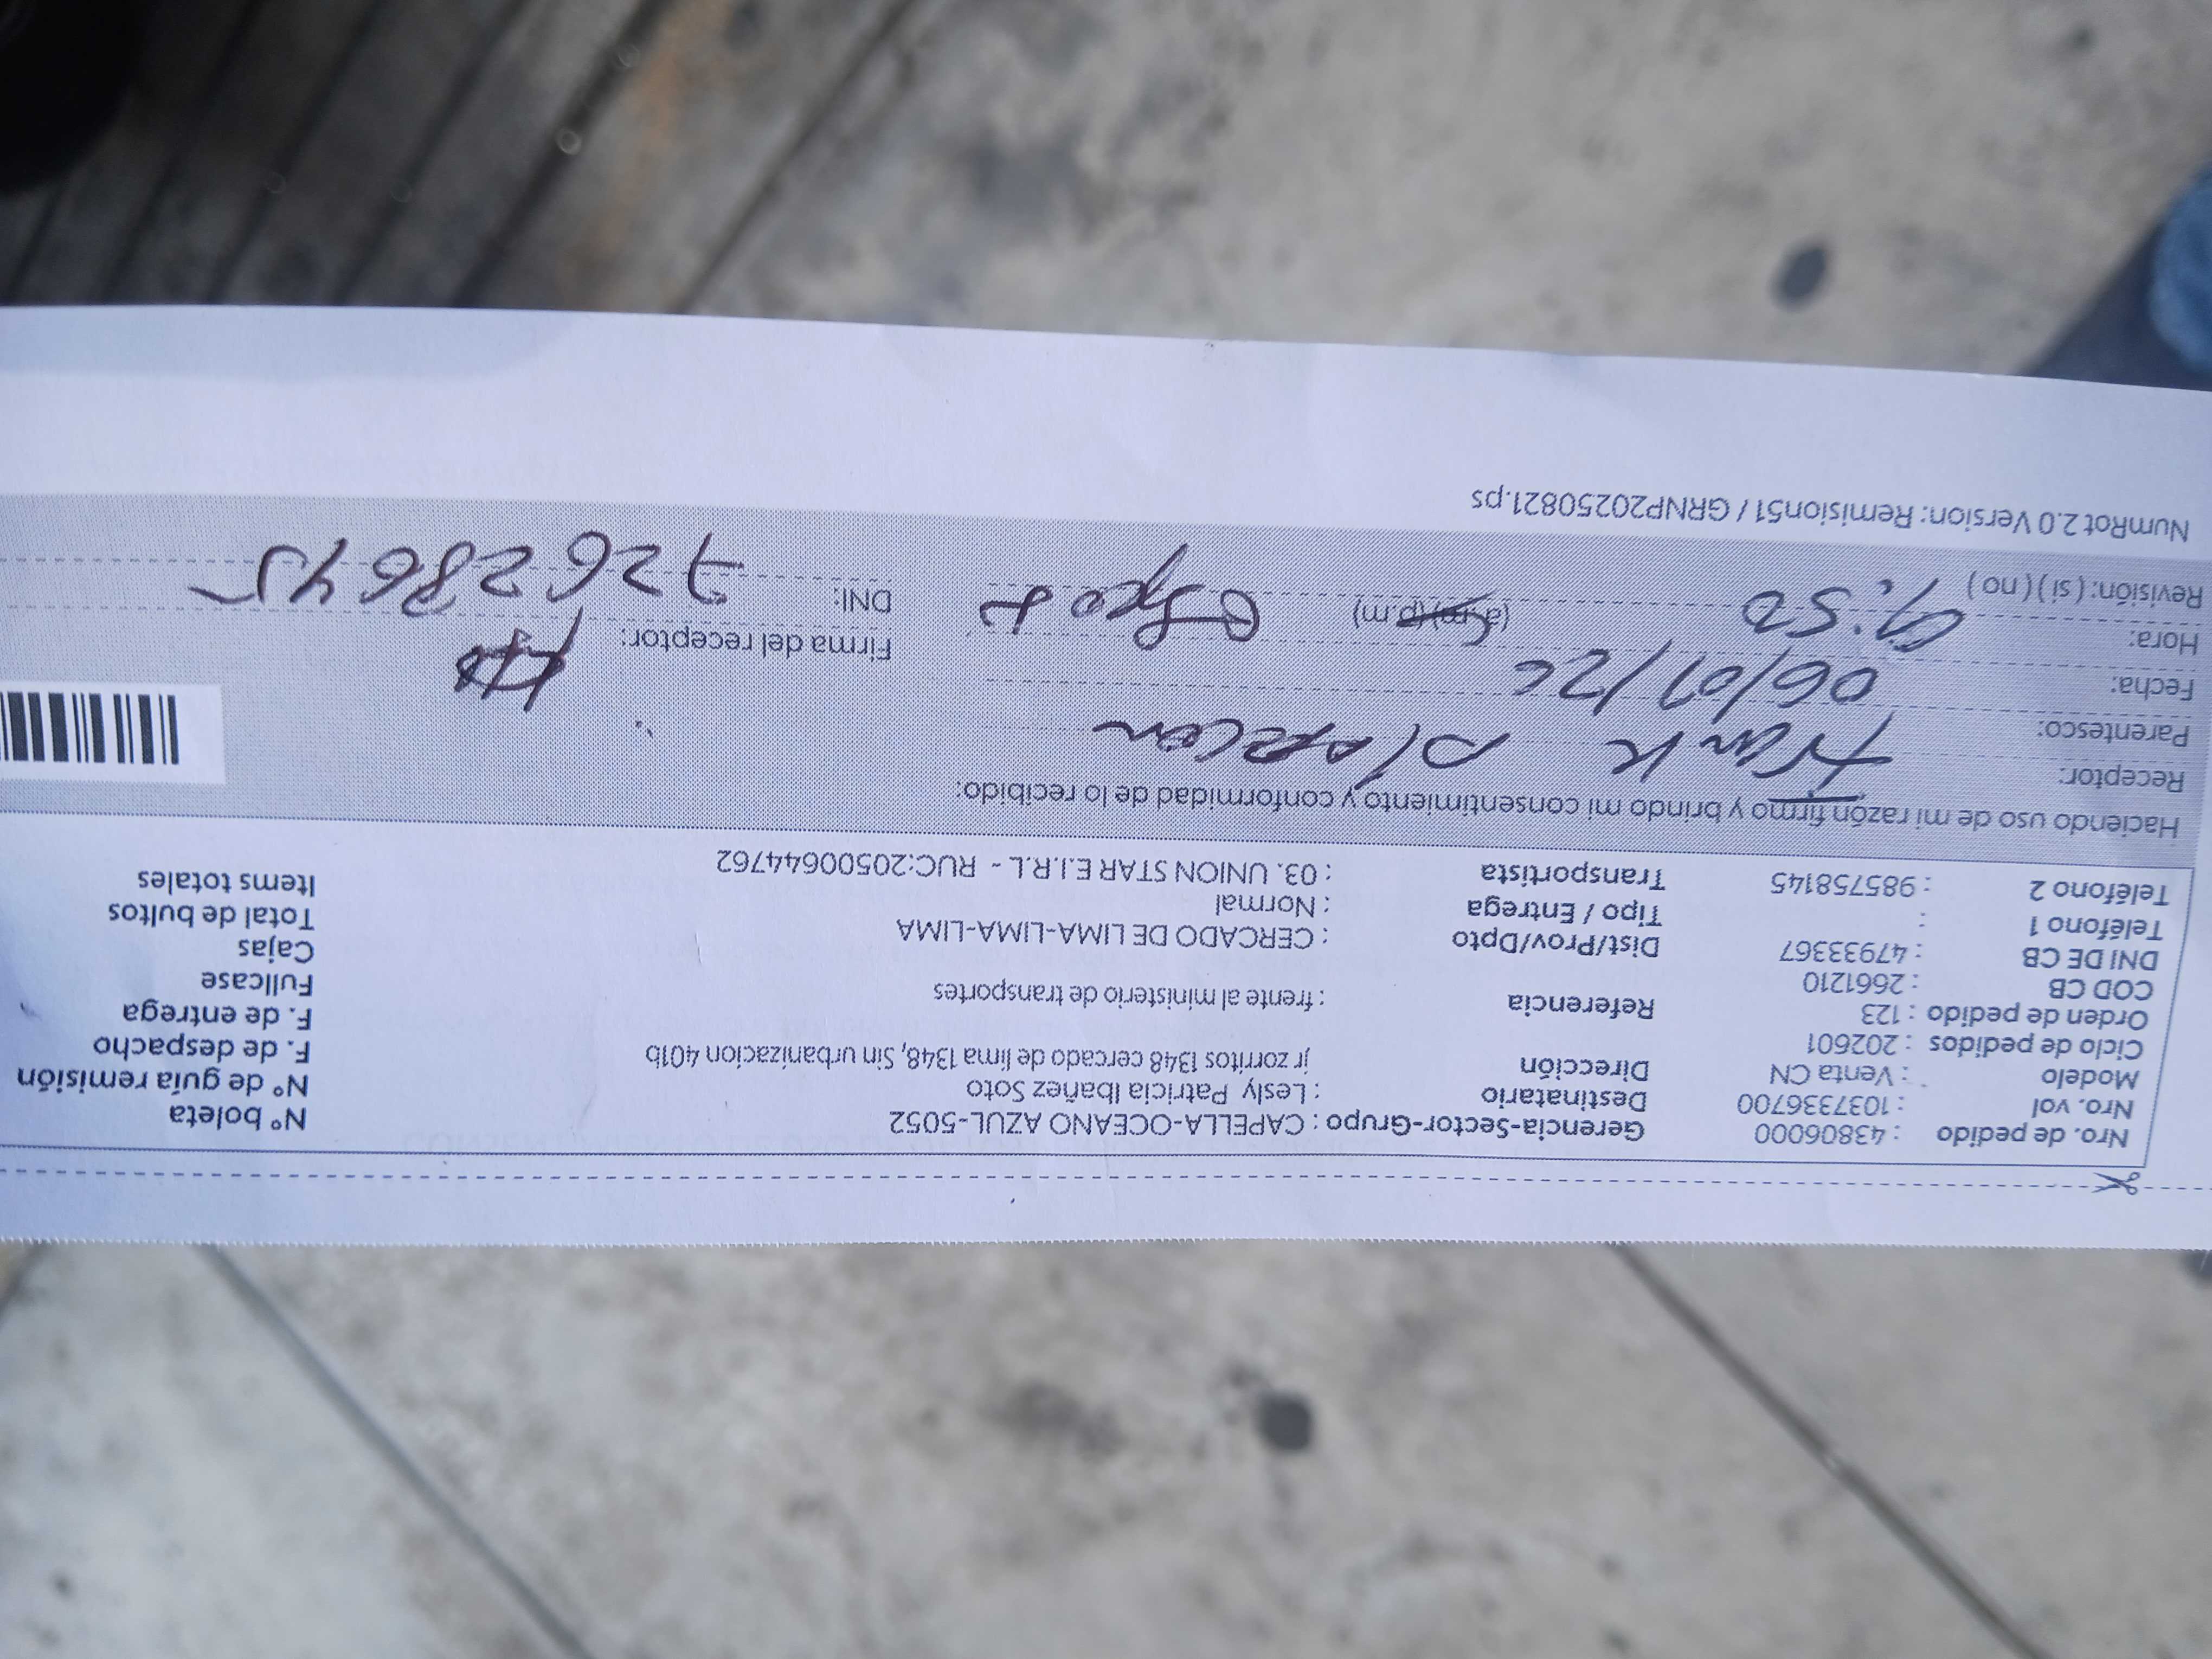 Nro. de pedido : 43806000 Gerencia-Sector-Grupo : CAPELLA-OCEANO AZUL-5052 N° boleta
Nro. vol : 1037336700 Destinatario : Lesly Patricia Ibañez Soto N° de guía remisión
Modelo : Venta CN Dirección jr zorritos 1348 cercado de lima 1348, Sin urbanización 401b F. de despacho
Ciclo de pedidos : 202601 F. de entrega
Orden de pedido : 123 Referencia : frente al ministerio de transportes Fullcase
COD CB : 2661210 Cajas
DNI DE CB : 47933367 Dist/Prov/Dpto : CERCADO DE LIMA-LIMA-LIMA Total de bultos
Teléfono 1 : Tipo / Entrega : Normal Items totales
Teléfono 2 : 985758145 Transportista : 03. UNION STAR E.I.R.L - RUC:20500644762
Haciendo uso de mi razón firmo y brindo mi consentimiento y conformidad de lo recibido:
Receptor: Frank
Parentesco:
Fecha: 06/01/26 Firma del receptor:
Hora: 9:50 (a.m)(p.m) DNI: 72628645
Revisión: (si) (no)
NumRot 2.0 Version: Remision51 / GRNP20250821.ps